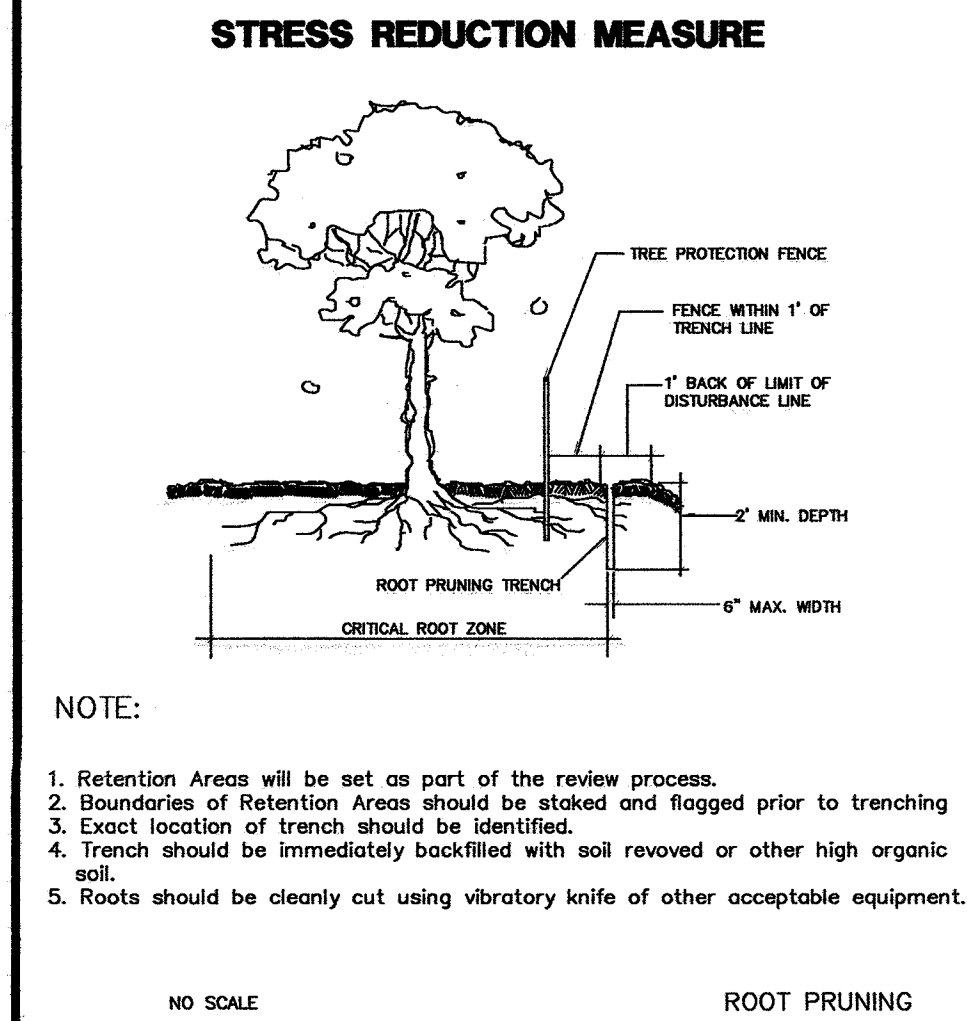 STRESS REDUCTION MEASURE
TREE PROTECTION FENCE
FENCE WITHIN 1' OF
TRENCH LINE
1' BACK OF LIMIT OF
DISTURBANCE LINE
2' MIN. DEPTH
ROOT PRUNING TRENCH
6" MAX. WIDTH
CRITICAL ROOT ZONE
NOTE:
1. Retention Areas will be set as part of the review process.
2. Boundaries of Retention Areas should be staked and flagged prior to trenching
3. Exact location of trench should be identified.
4. Trench should be immediately backfilled with soil revoved or other high organic
soil.
5. Roots should be cleanly cut using vibratory knife of other acceptable equipment.
NO SCALE
ROOT PRUNING